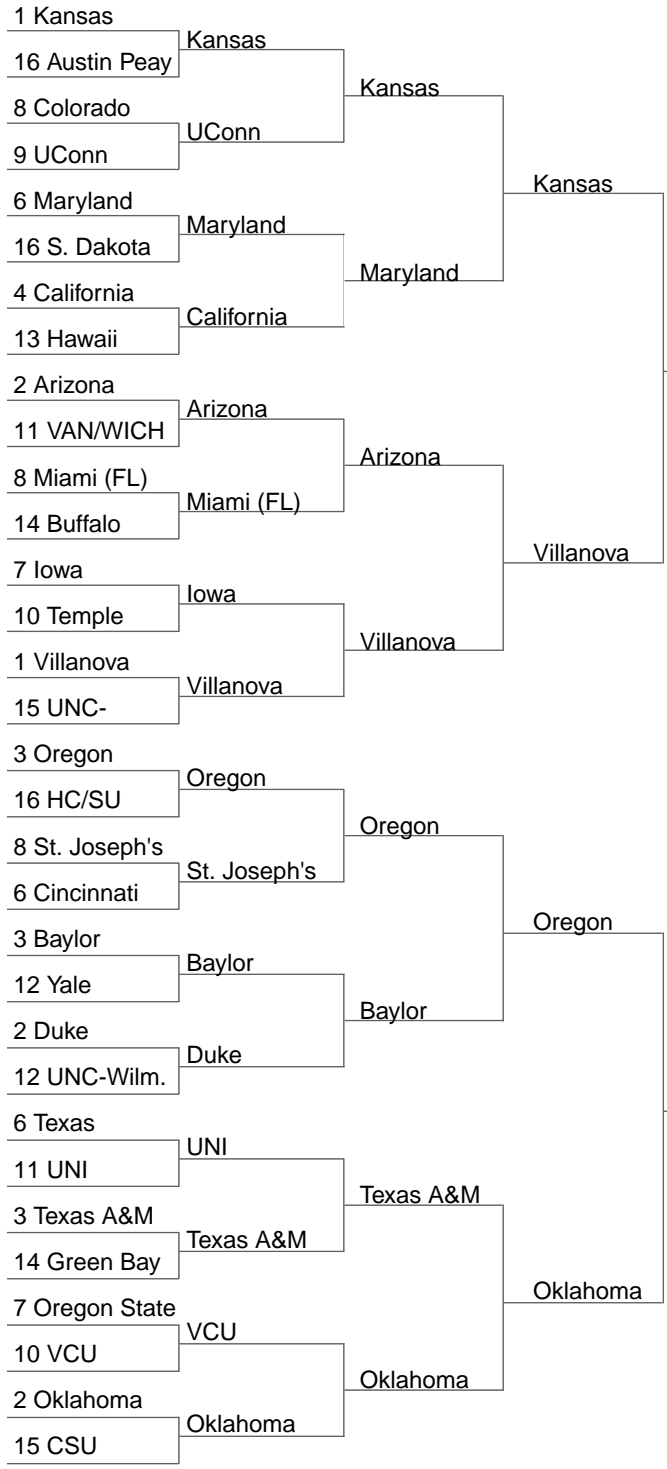 1 Kansas
16 Austin Peay
8 Colorado
9 UConn
6 Maryland
16 S. Dakota
4 California
13 Hawaii
2 Arizona
11 VAN/WICH
8 Miami (FL)
14 Buffalo
7 Iowa
10 Temple
1 Villanova
15 UNC-
3 Oregon
16 HC/SU
8 St. Joseph's
6 Cincinnati
3 Baylor
12 Yale
2 Duke
12 UNC-Wilm.
6 Texas
11 UNI
3 Texas A&M
14 Green Bay
7 Oregon State
10 VCU
2 Oklahoma
15 CSU
Kansas
UConn
Maryland
California
Arizona
Miami (FL)
Iowa
Villanova
Oregon
St. Joseph's
Baylor
Duke
UNI
Texas A&M
VCU
Oklahoma
Kansas
Maryland
Arizona
Villanova
Oregon
Baylor
Texas A&M
Oklahoma
Kansas
Villanova
Oregon
Oklahoma